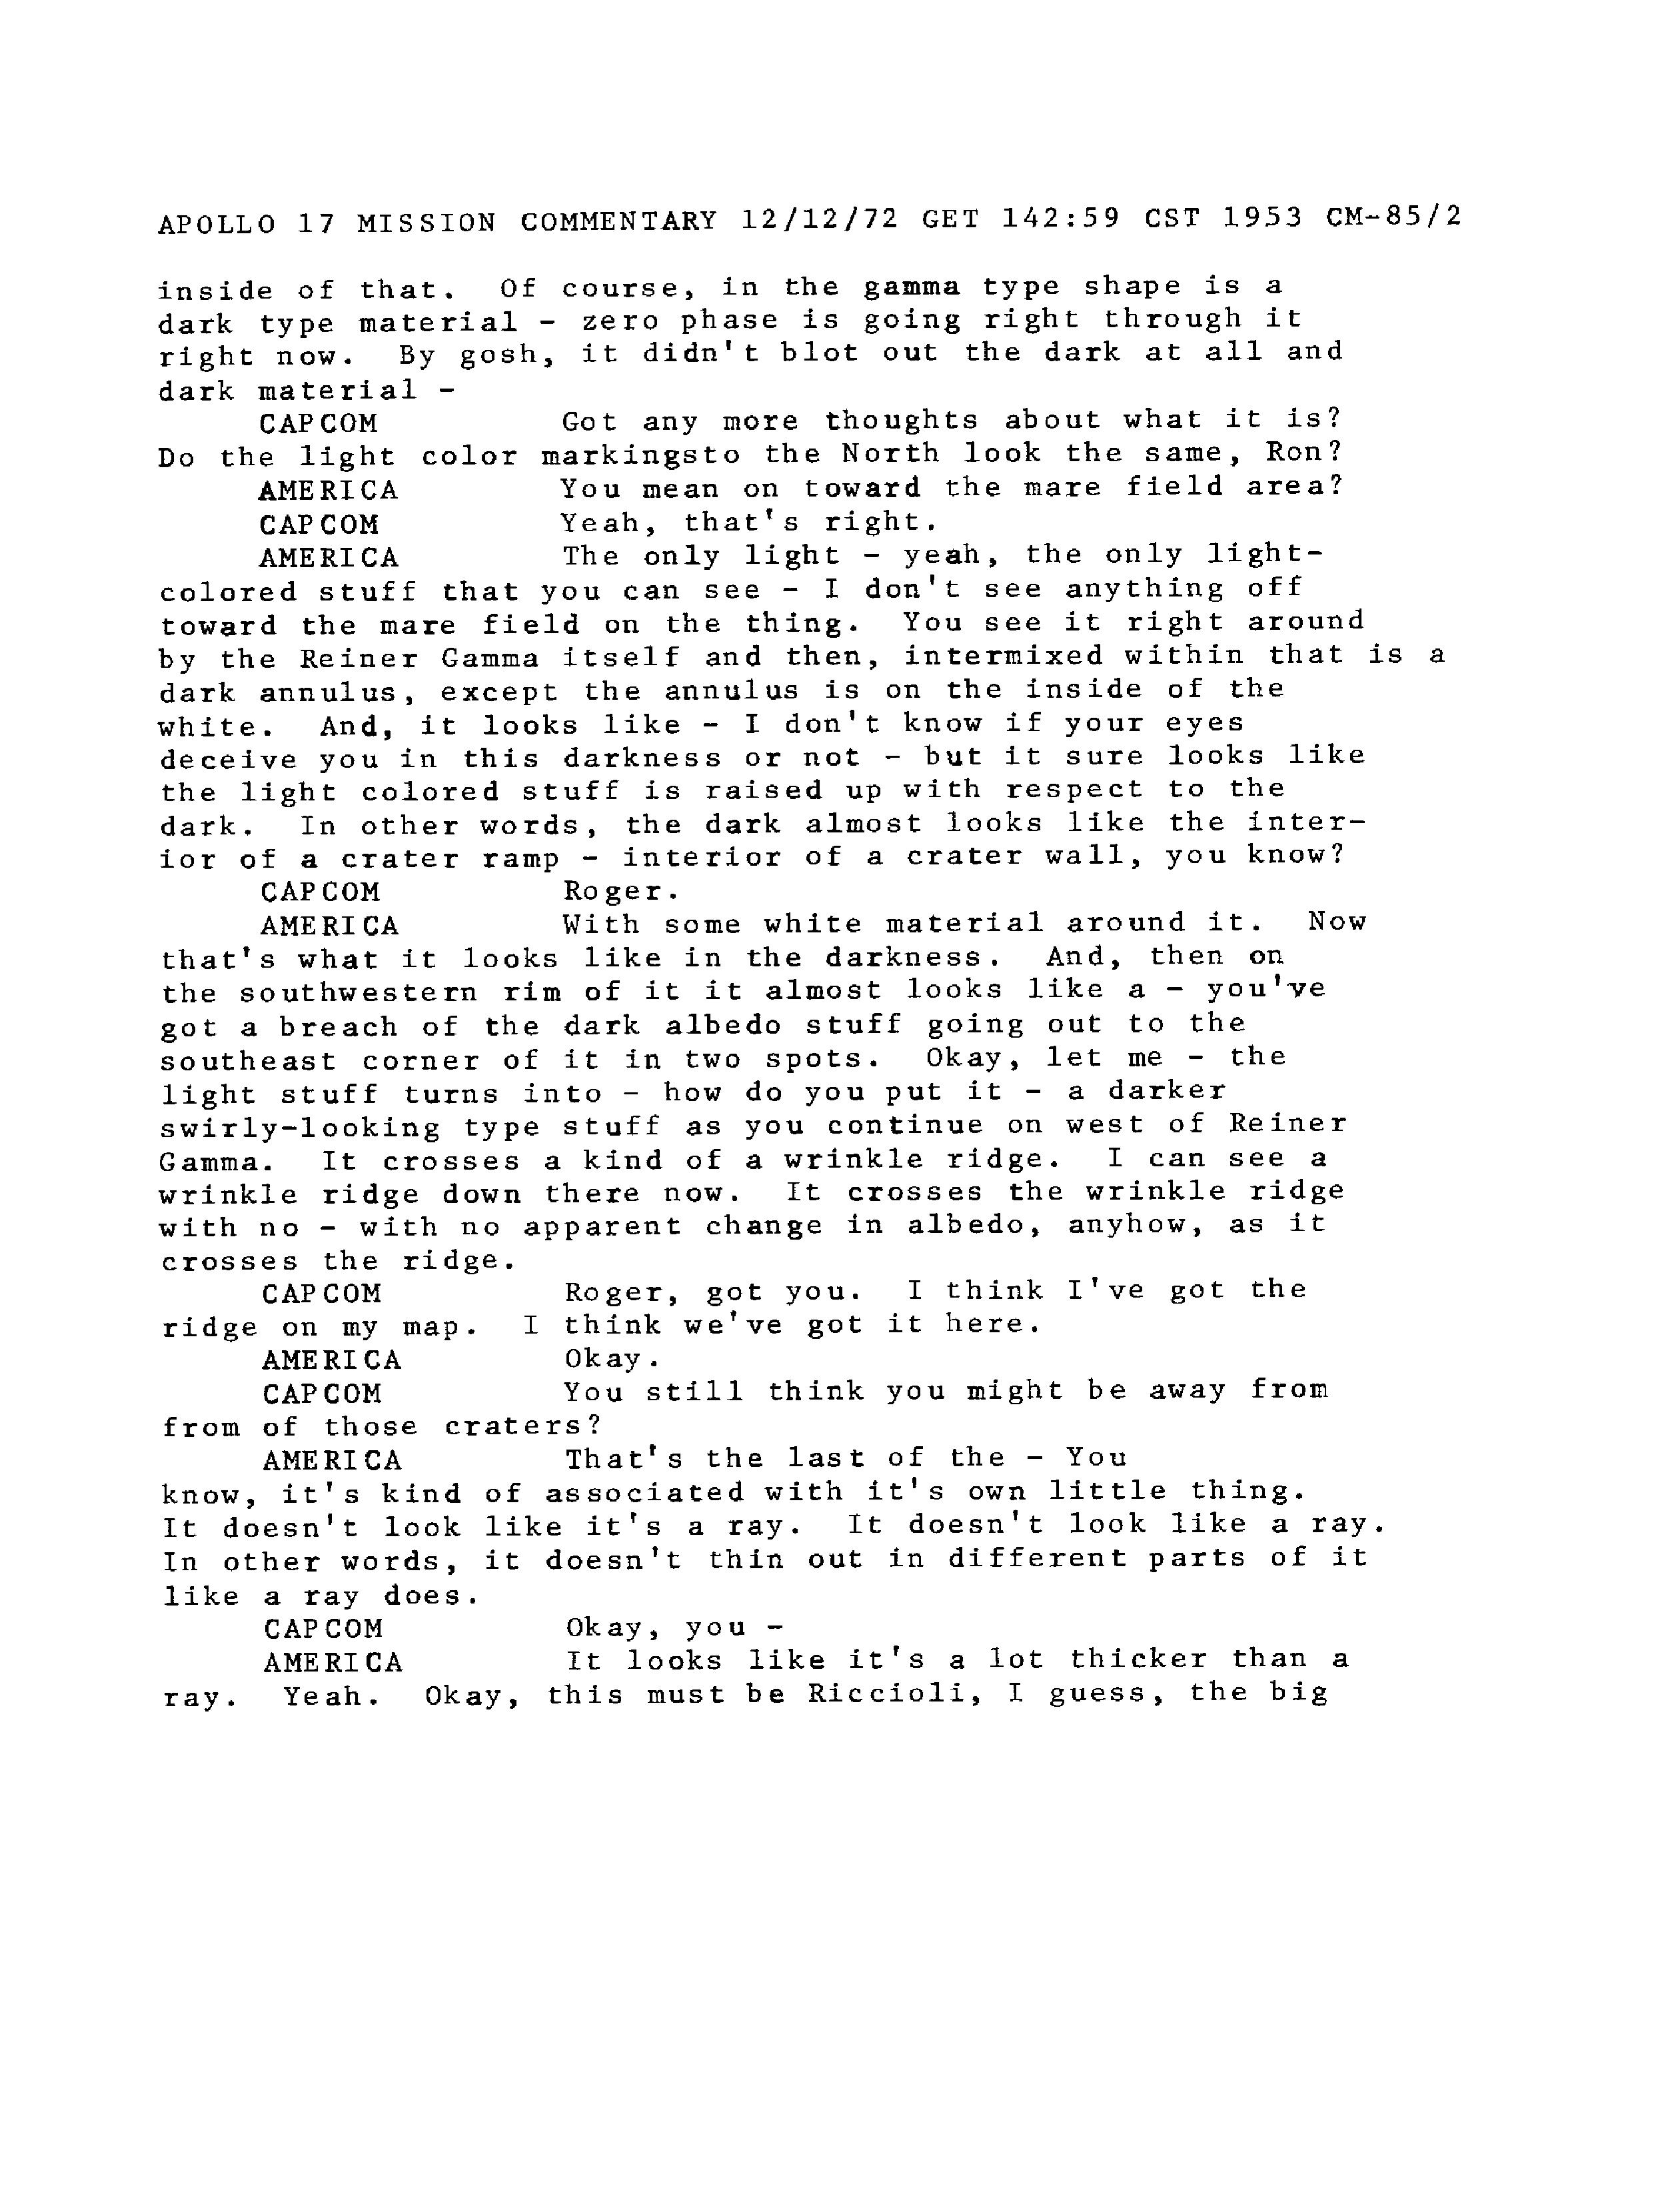 APOLLO 17 MISSION COMMENTARY 12/12/72 GET 142:59 CST 1953 CM-85/2
inside of that. Of course, in the gamma type shape is a
dark type material - zero phase is going right through it
right now. By gosh, it didn't blot out the dark at all and
dark material -
CAPCOM Got any more thoughts about what it is?
Do the light color markingsto the North look the same, Ron?
AMERICA You mean on toward the mare field area?
CAPCOM Yeah, that's right.
AMERICA The only light - yeah, the only light-
colored stuff that you can see - I don't see anything off
toward the mare field on the thing. You see it right around
by the Reiner Gamma itself and then, intermixed within that is a
dark annulus, except the annulus is on the inside of the
white. And, it looks like - I don't know if your eyes
deceive you in this darkness or not - but it sure looks like
the light colored stuff is raised up with respect to the
dark. In other words, the dark almost looks like the inter-
ior of a crater ramp - interior of a crater wall, you know?
CAPCOM Roger.
AMERICA With some white material around it. Now
that's what it looks like in the darkness. And, then on
the southwestern rim of it it almost looks like a - you've
got a breach of the dark albedo stuff going out to the
southeast corner of it in two spots. Okay, let me - the
light stuff turns into - how do you put it - a darker
swirly-looking type stuff as you continue on west of Reiner
Gamma. It crosses a kind of a wrinkle ridge. I can see a
wrinkle ridge down there now. It crosses the wrinkle ridge
with no - with no apparent change in albedo, anyhow, as it
crosses the ridge.
CAPCOM Roger, got you. I think I've got the
ridge on my map. I think we've got it here.
AMERICA Okay.
CAPCOM You still think you might be away from
from of those craters?
AMERICA That's the last of the - You
know, it's kind of associated with it's own little thing.
It doesn't look like it's a ray. It doesn't look like a ray.
In other words, it doesn't thin out in different parts of it
like a ray does.
CAPCOM Okay, you -
AMERICA It looks like it's a lot thicker than a
ray. Yeah. Okay, this must be Riccioli, I guess, the big